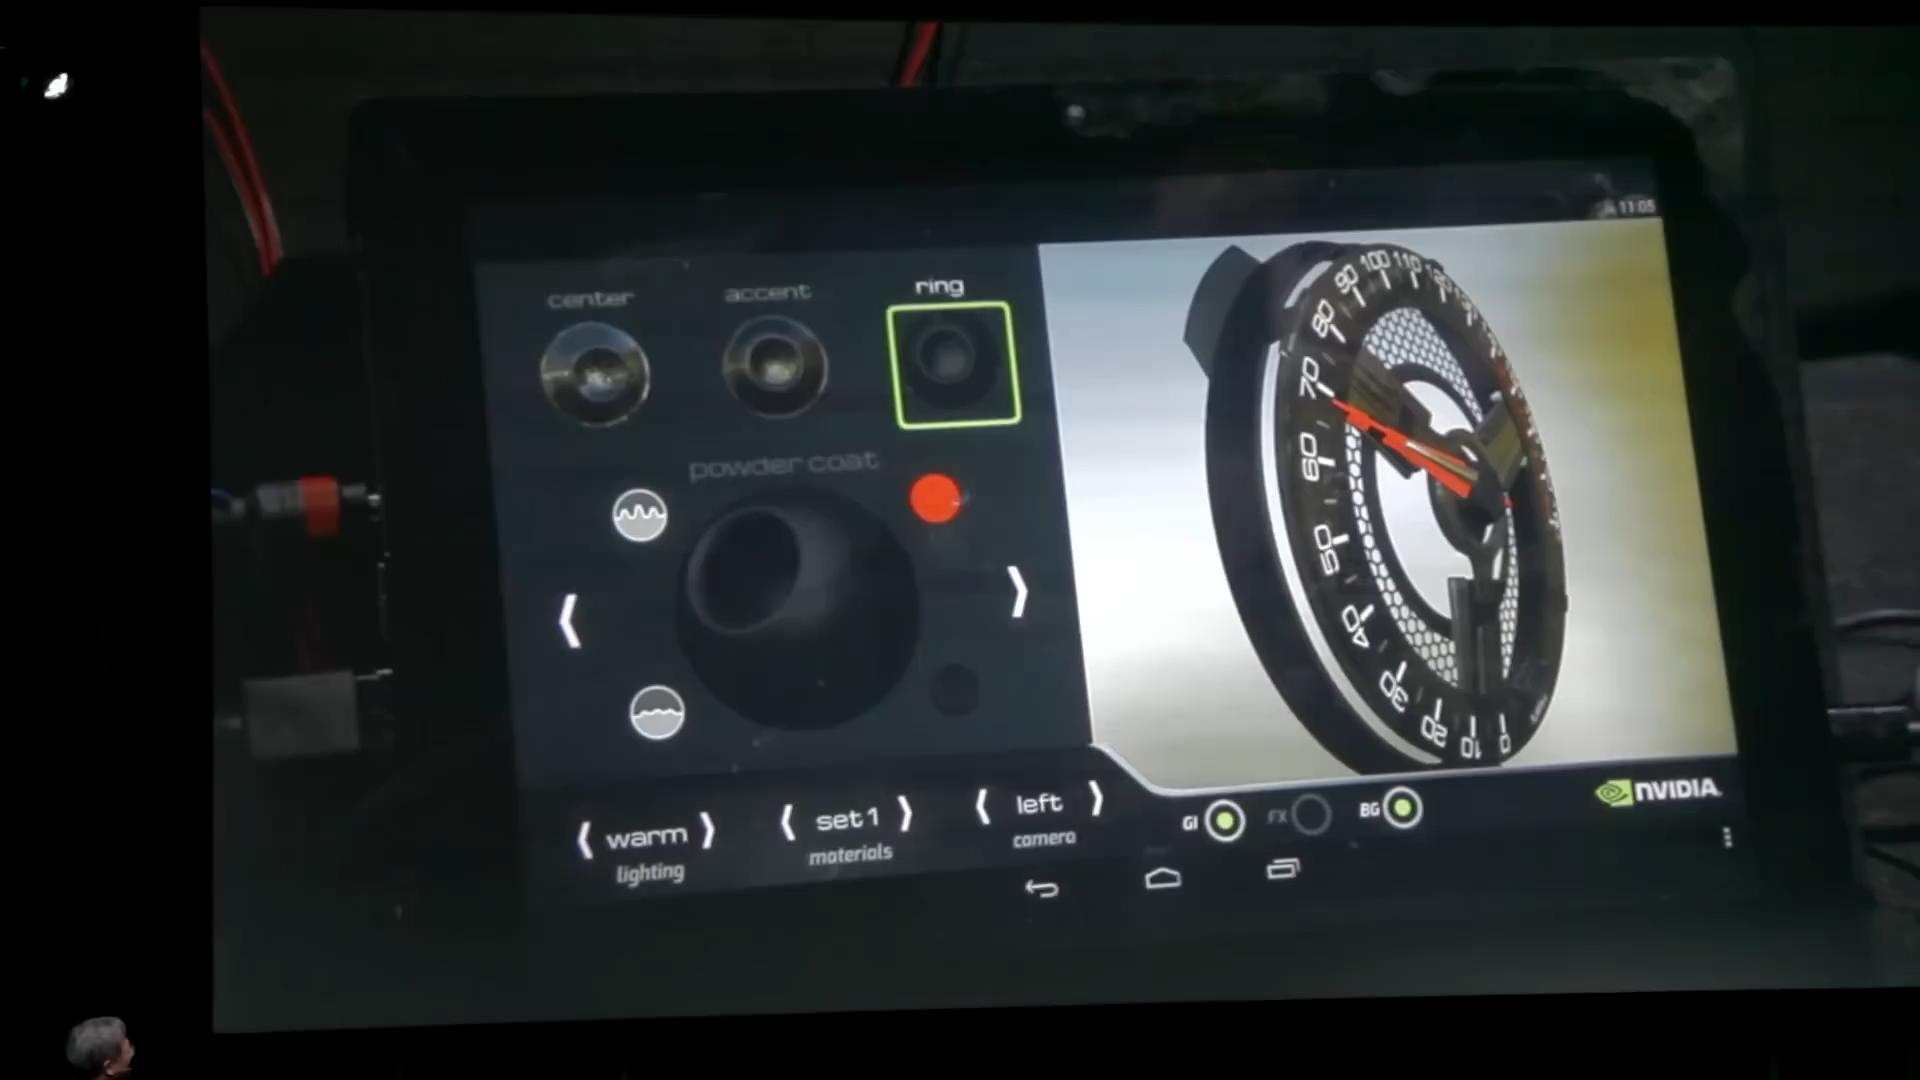 11:05
center
accent
ring
powder coat
100
110
120
90
80
70
60
50
40
30
20
10
0
warm
lighting
set 1
materials
left
camera
GI
FX
BG
NVIDIA